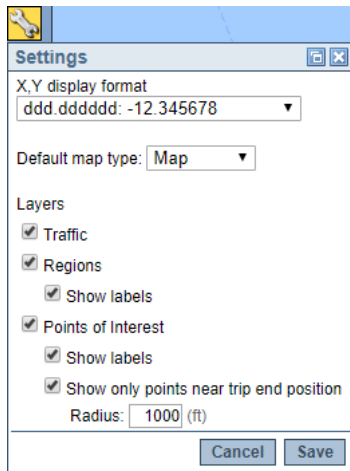 Settings
X,Y display format
ddd.dddddd: -12.345678
Default map type: Map
Layers
Traffic
Regions
Show labels
Points of Interest
Show labels
Show only points near trip end position
Radius: 1000 (ft)
Cancel Save